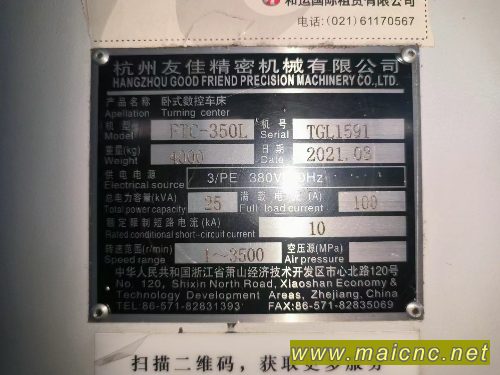 和运国际租赁有限公司
电话:(021)61170567
杭州友佳精密机械有限公司
HANGZHOU GOOD FRIEND PRECISION MACHINERY CO.,LTD.
产品名称 卧式数控车床
Apellation Turning center
机型 FTC-350L 机号 TGL1591
Model Serial
重量(kg) 4000 日期 2021.03
Weight Date
供电电源 3/PE 380V 50Hz
Electrical source
总电力容量(kVA) 25 满载电流(A) 100
Total power capacity Full load current
额定限制短路电流(kA) 10
Rated conditional short-circuit current
转速范围(r/min) 1~3500 空压源(MPa)
Speed range Air pressure
中华人民共和国浙江省萧山经济技术开发区市心北路120号
No. 120, Shixin North Road, Xiaoshan Economy &
Technology Development Areas, Zhejiang, China
TEL:86-571-82831393 FAX:86-571-82835069
扫描二维码,获取更多服务
www.maicnc.net